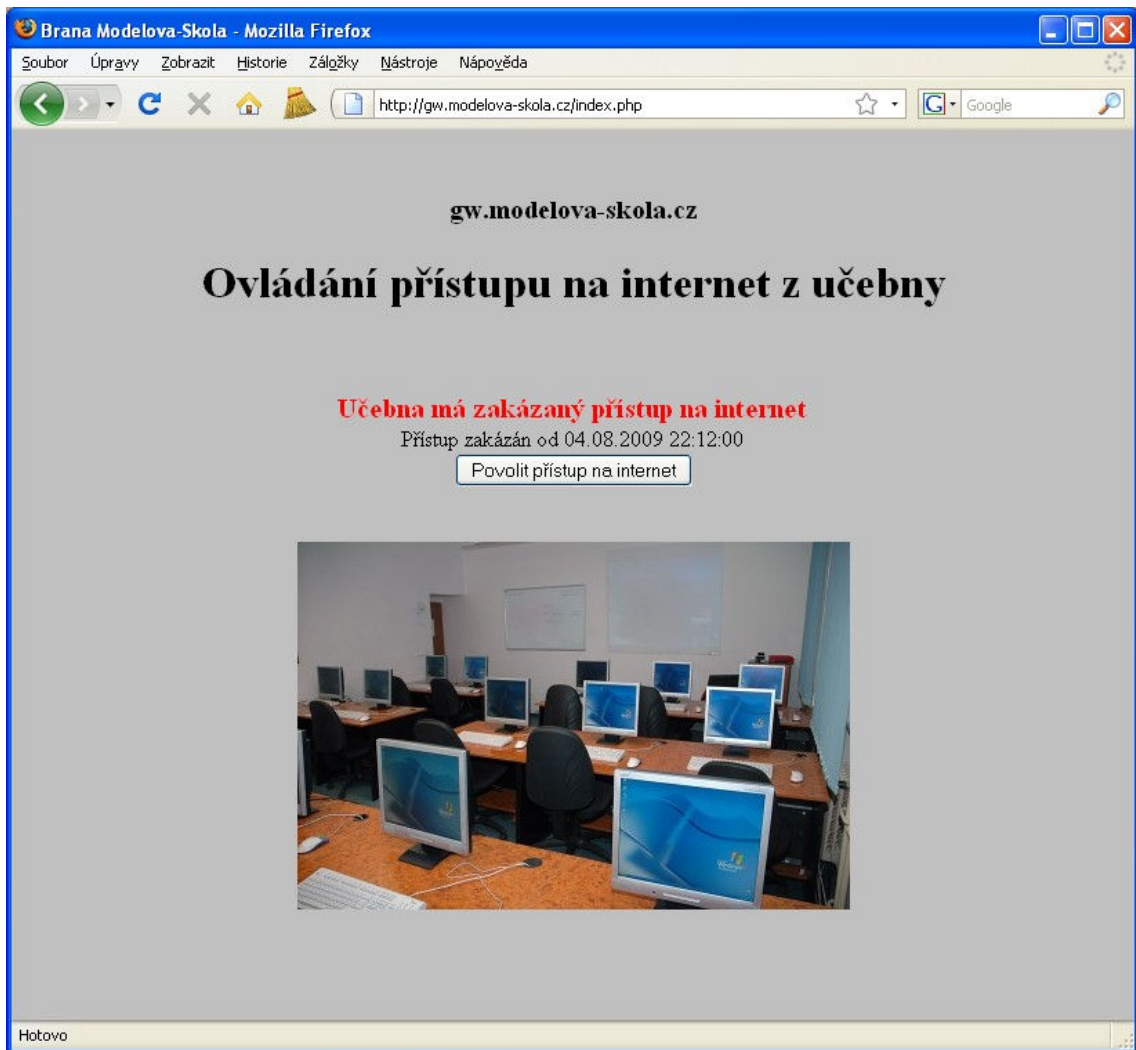 Brana Modelova-Skola - Mozilla Firefox
Soubor Úpravy Zobrazit Historie Záložky Nástroje Nápověda
http://gw.modelova-skola.cz/index.php G Google
gw.modelova-skola.cz
Ovládání přístupu na internet z učebny
Učebna má zakázaný přístup na internet
Přístup zakázán od 04.08.2009 22:12:00
Povolit přístup na internet
Hotovo